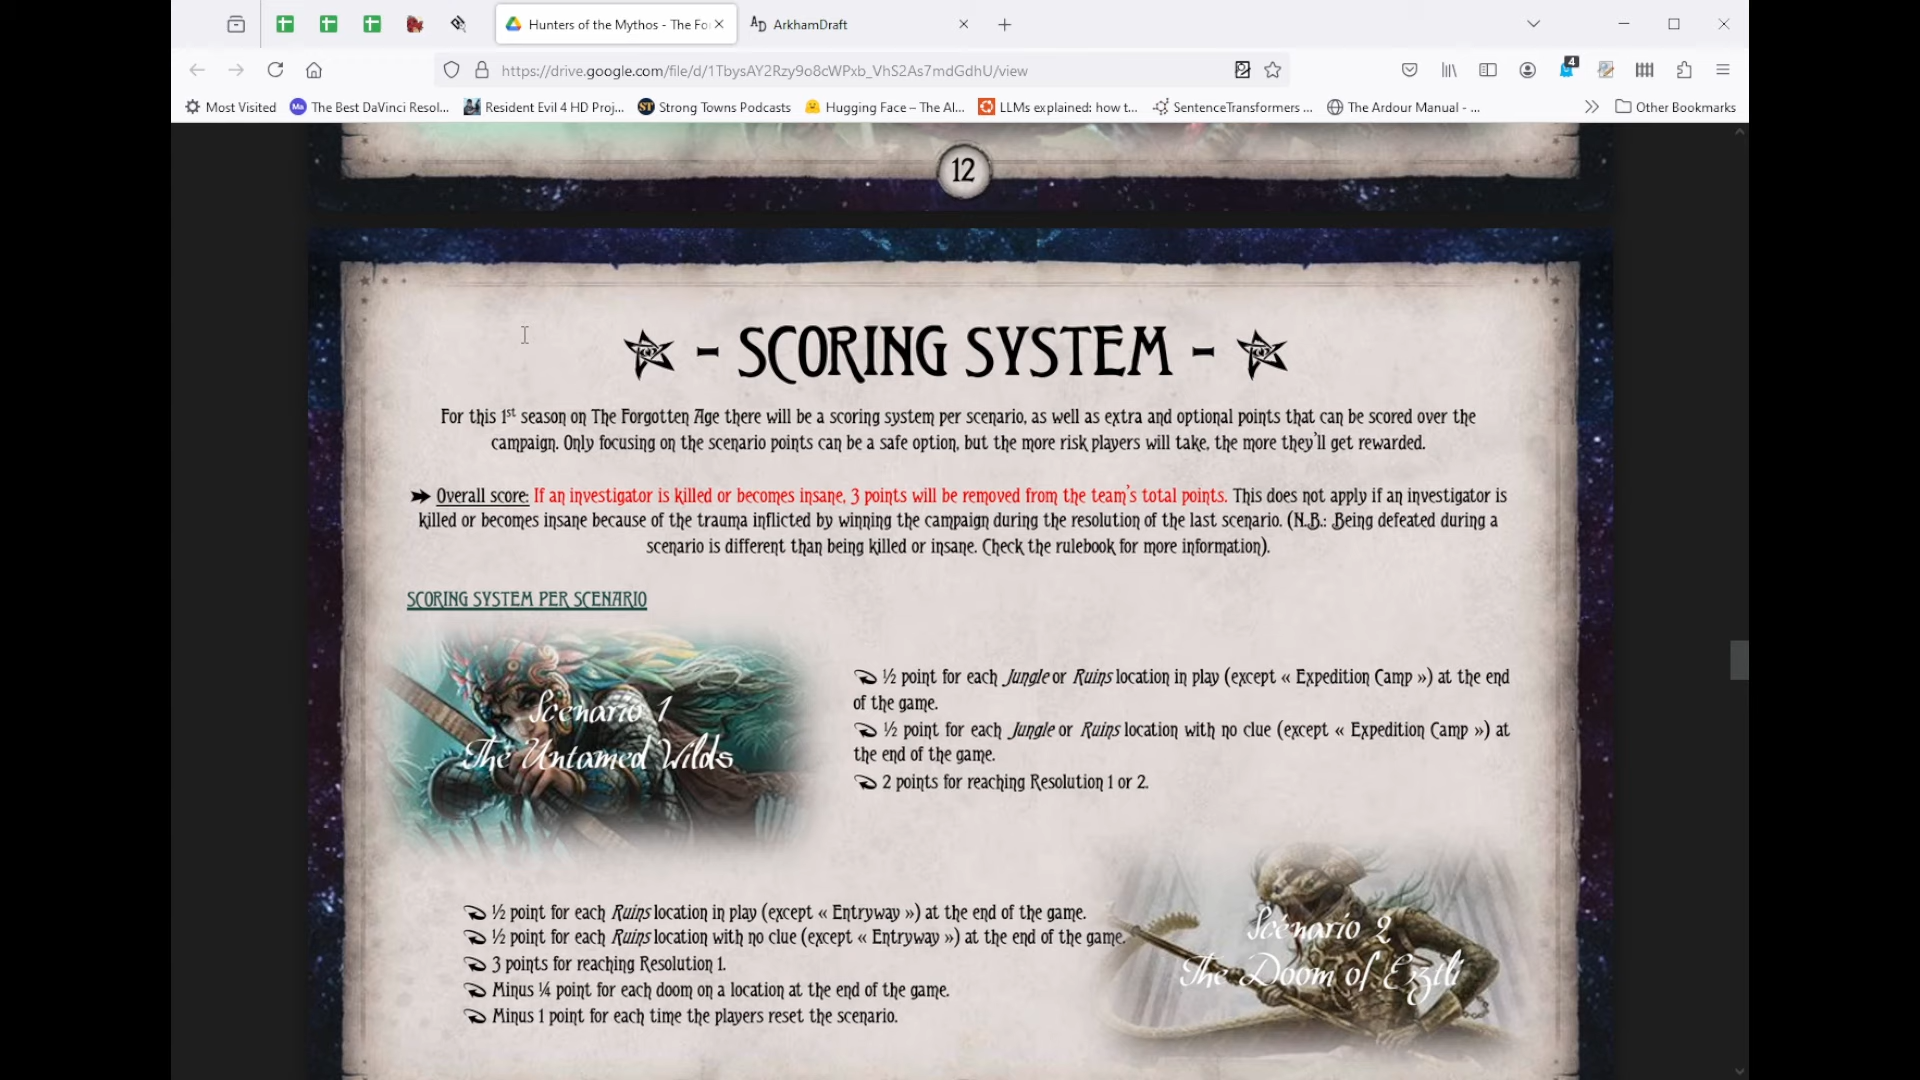 Hunters of the Mythos - The Fo
ArkhamDraft
https://drive.google.com/file/d/1TbysAY2Rzy9o8cWPxb_VhS2As7mdGdhU/view
4
Most Visited
The Best DaVinci Resol...
Resident Evil 4 HD Proj...
Strong Towns Podcasts
Hugging Face – The AI...
LLMs explained: how t...
SentenceTransformers ...
The Ardour Manual - ...
Other Bookmarks
12
- SCORING SYSTEM -
For this 1st season on The Forgotten Age there will be a scoring system per scenario, as well as extra and optional points that can be scored over the
campaign. Only focusing on the scenario points can be a safe option, but the more risk players will take, the more they'll get rewarded.
Overall score: If an investigator is killed or becomes insane, 3 points will be removed from the team's total points. This does not apply if an investigator is
killed or becomes insane because of the trauma inflicted by winning the campaign during the resolution of the last scenario. (N.B.: Being defeated during a
scenario is different than being killed or insane. Check the rulebook for more information).
SCORING SYSTEM PER SCENARIO
Scenario 1
The Untamed Wilds
½ point for each Jungle or Ruins location in play (except « Expedition Camp ») at the end
of the game.
½ point for each Jungle or Ruins location with no clue (except « Expedition Camp ») at
the end of the game.
2 points for reaching Resolution 1 or 2.
½ point for each Ruins location in play (except « Entryway ») at the end of the game.
½ point for each Ruins location with no clue (except « Entryway ») at the end of the game.
3 points for reaching Resolution 1.
Minus ¼ point for each doom on a location at the end of the game.
Minus 1 point for each time the players reset the scenario.
Scenario 2
The Doom of Eztli